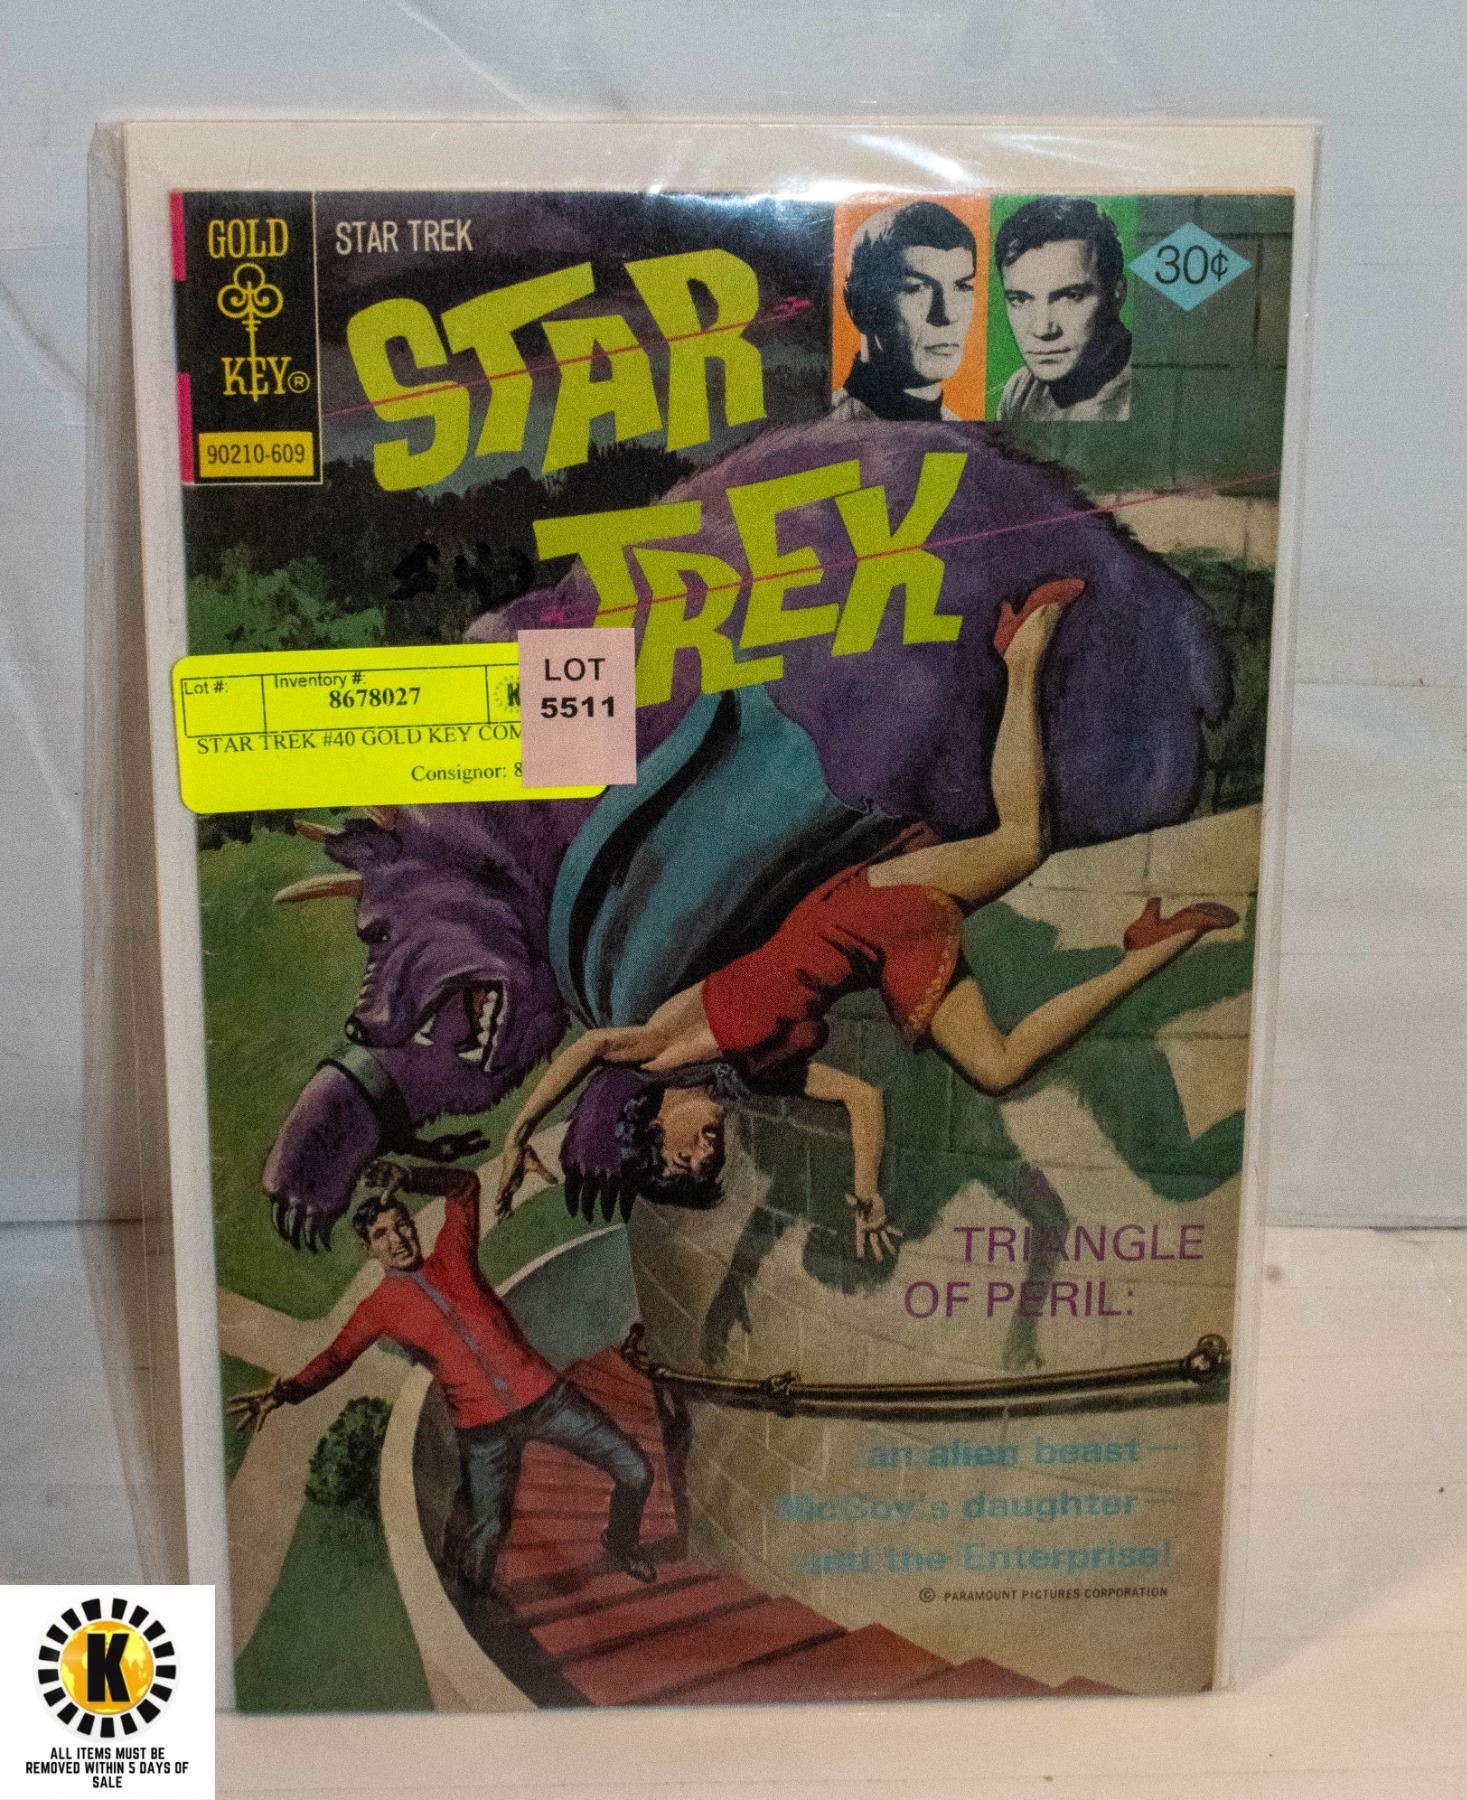 GOLD
KEY®
90210-609
STAR TREK
STAR
TREK
30¢
Lot #:
Inventory #:
8678027
K
STAR TREK #40 GOLD KEY COM
Consignor: 8
LOT
5511
TRIANGLE
OF PERIL:
an alien beast—
McCoy's daughter—
and the Enterprise!
© PARAMOUNT PICTURES CORPORATION
K
ALL ITEMS MUST BE
REMOVED WITHIN 5 DAYS OF
SALE